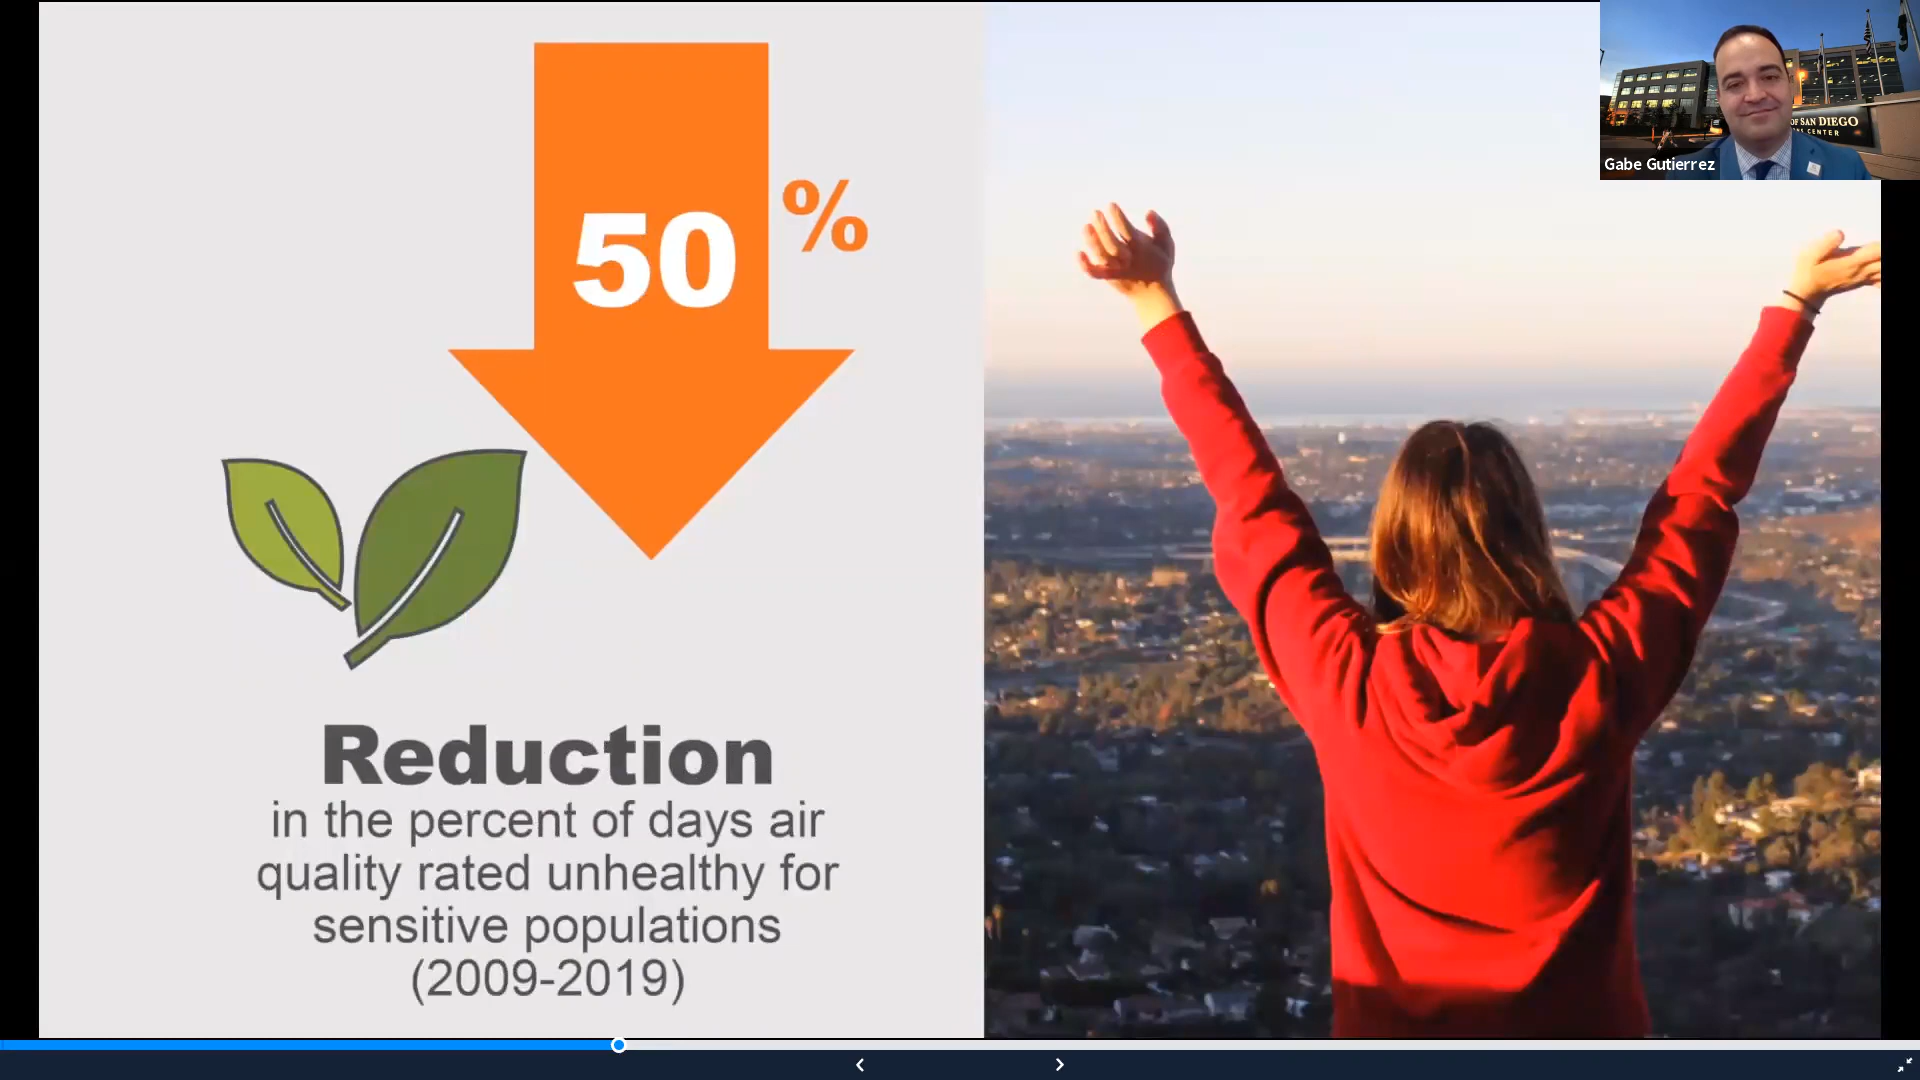 50
%
Reduction
in the percent of days air
quality rated unhealthy for
sensitive populations
(2009-2019)
OF SAN DIEGO
CENTER
Gabe Gutierrez